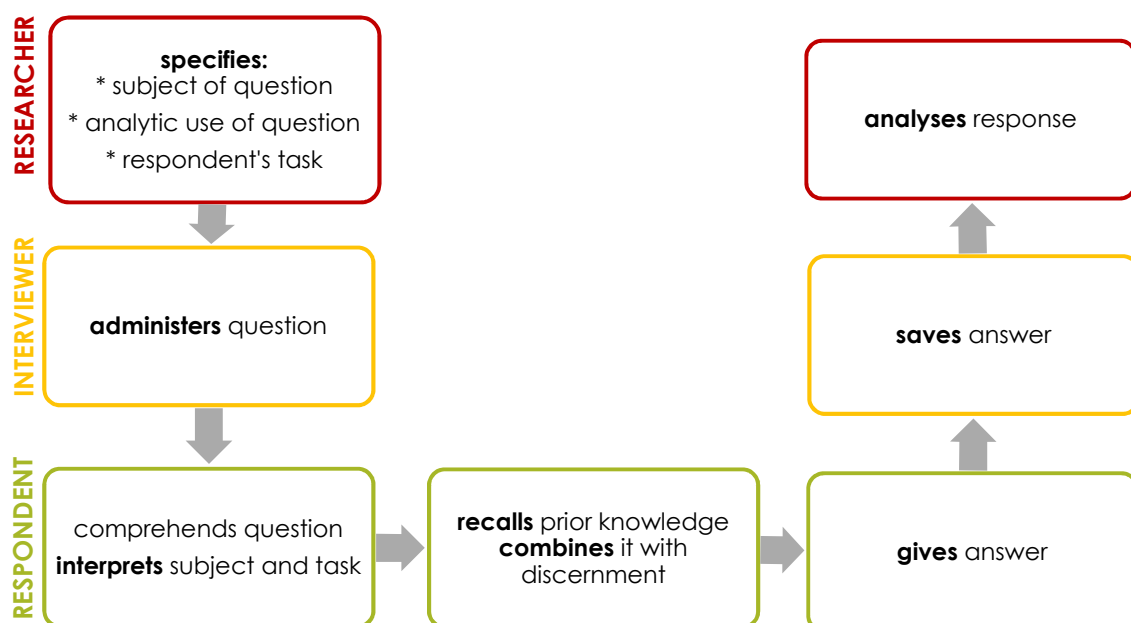 RESEARCHER
specifies:
* subject of question
* analytic use of question
* respondent's task
analyses response
INTERVIEWER
administers question
saves answer
RESPONDENT
comprehends question
interprets subject and task
recalls prior knowledge
combines it with
discernment
gives answer